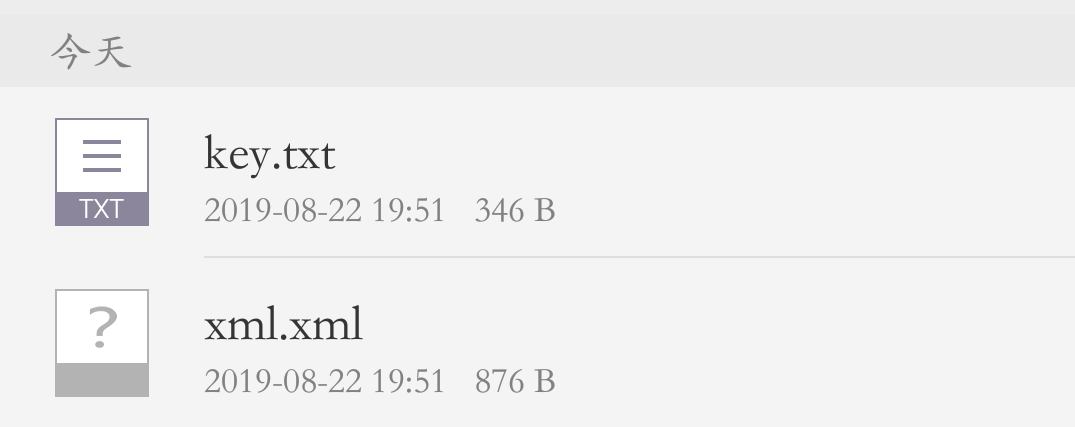 今天
key.txt
TXT
2019-08-22 19:51 346 B
?
xml.xml
2019-08-22 19:51 876 B